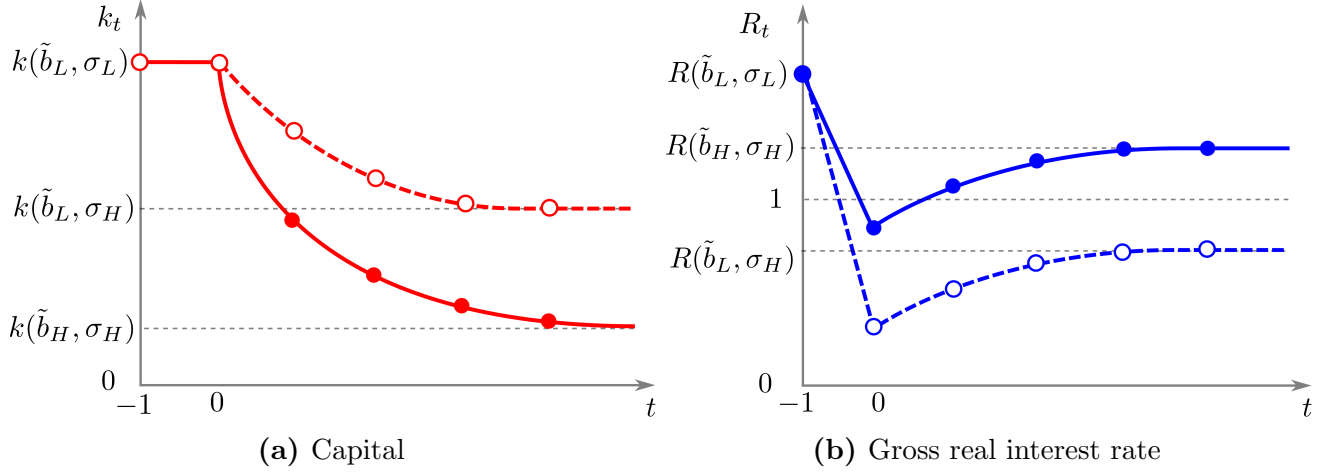 k_t
k(b̃_L, σ_L)
k(b̃_L, σ_H)
k(b̃_H, σ_H)
0
−1 0 t
(a) Capital
R_t
R(b̃_L, σ_L)
R(b̃_H, σ_H)
1
R(b̃_L, σ_H)
0
−1 0 t
(b) Gross real interest rate